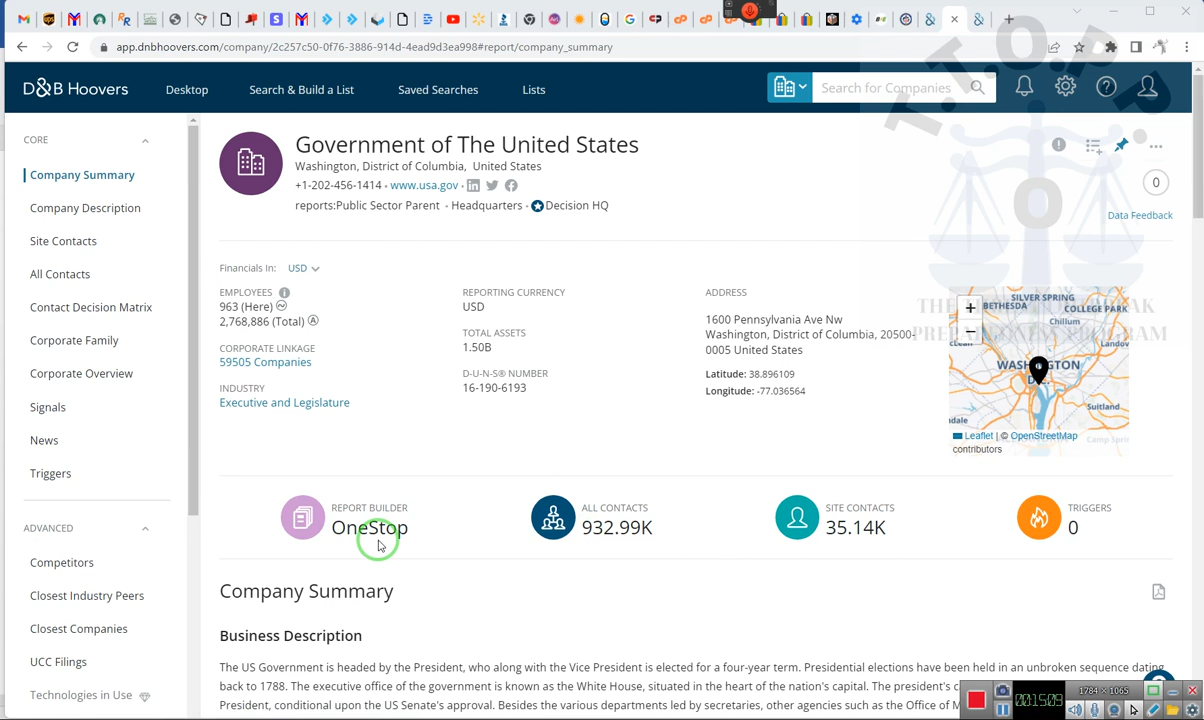 app.dnbhoovers.com/company/2c257c50-0f76-3886-914d-4ead9d3ea998#report/company_summary
D&B Hoovers
Desktop
Search & Build a List
Saved Searches
Lists
Search for Companies
T.T.O.P.P.
CORE
Company Summary
Company Description
Site Contacts
All Contacts
Contact Decision Matrix
Corporate Family
Corporate Overview
Signals
News
Triggers
ADVANCED
Competitors
Closest Industry Peers
Closest Companies
UCC Filings
Technologies in Use
Government of The United States
Washington, District of Columbia, United States
+1-202-456-1414 - www.usa.gov -
reports:Public Sector Parent - Headquarters - Decision HQ
0
Data Feedback
Financials In: USD
EMPLOYEES
963 (Here)
2,768,886 (Total)
CORPORATE LINKAGE
59505 Companies
INDUSTRY
Executive and Legislature
REPORTING CURRENCY
USD
TOTAL ASSETS
1.50B
D-U-N-S® NUMBER
16-190-6193
ADDRESS
1600 Pennsylvania Ave Nw
Washington, District of Columbia, 20500-
0005 United States
Latitude: 38.896109
Longitude: -77.036564
+
−
SILVER SPRING
BETHESDA
COLLEGE PARK
Chillum
Landov
WASHINGTON
D.C.
Suitland
ndale
Camp Sprin
Leaflet | © OpenStreetMap
contributors
REPORT BUILDER
OneStop
ALL CONTACTS
932.99K
SITE CONTACTS
35.14K
TRIGGERS
0
Company Summary
Business Description
The US Government is headed by the President, who along with the Vice President is elected for a four-year term. Presidential elections have been held in an unbroken sequence dating
back to 1788. The executive office of the government is known as the White House, situated in the heart of the nation's capital. The president's c
President, conditional upon the US Senate's approval. Besides the various departments led by secretaries, other agencies such as the Office of M
1784 × 1065